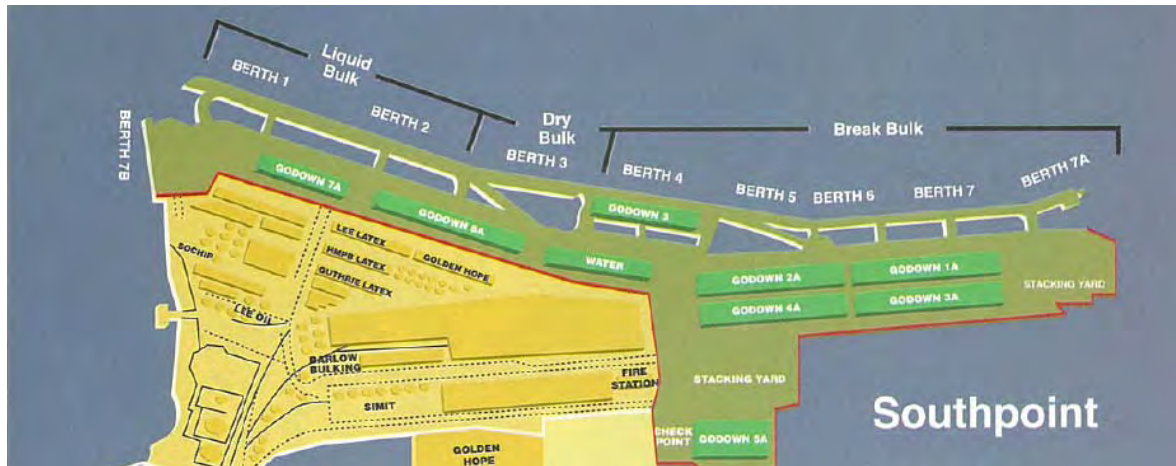 Liquid
Bulk
BERTH 1
BERTH 2
Dry
Bulk
BERTH 3
Break Bulk
BERTH 4
BERTH 5
BERTH 6
BERTH 7
BERTH 7A
BERTH 7B
GODOWN 7A
GODOWN 6A
GODOWN 3
WATER
GODOWN 2A
GODOWN 1A
GODOWN 4A
GODOWN 3A
STACKING YARD
SOCHIP
LEE LATEX
GOLDEN HOPE
HMPB LATEX
GUTHRIE LATEX
LEE OIL
BARLOW
BULKING
FIRE
STATION
SIMIT
STACKING YARD
CHECK
POINT
GODOWN 5A
GOLDEN
HOPE
Southpoint